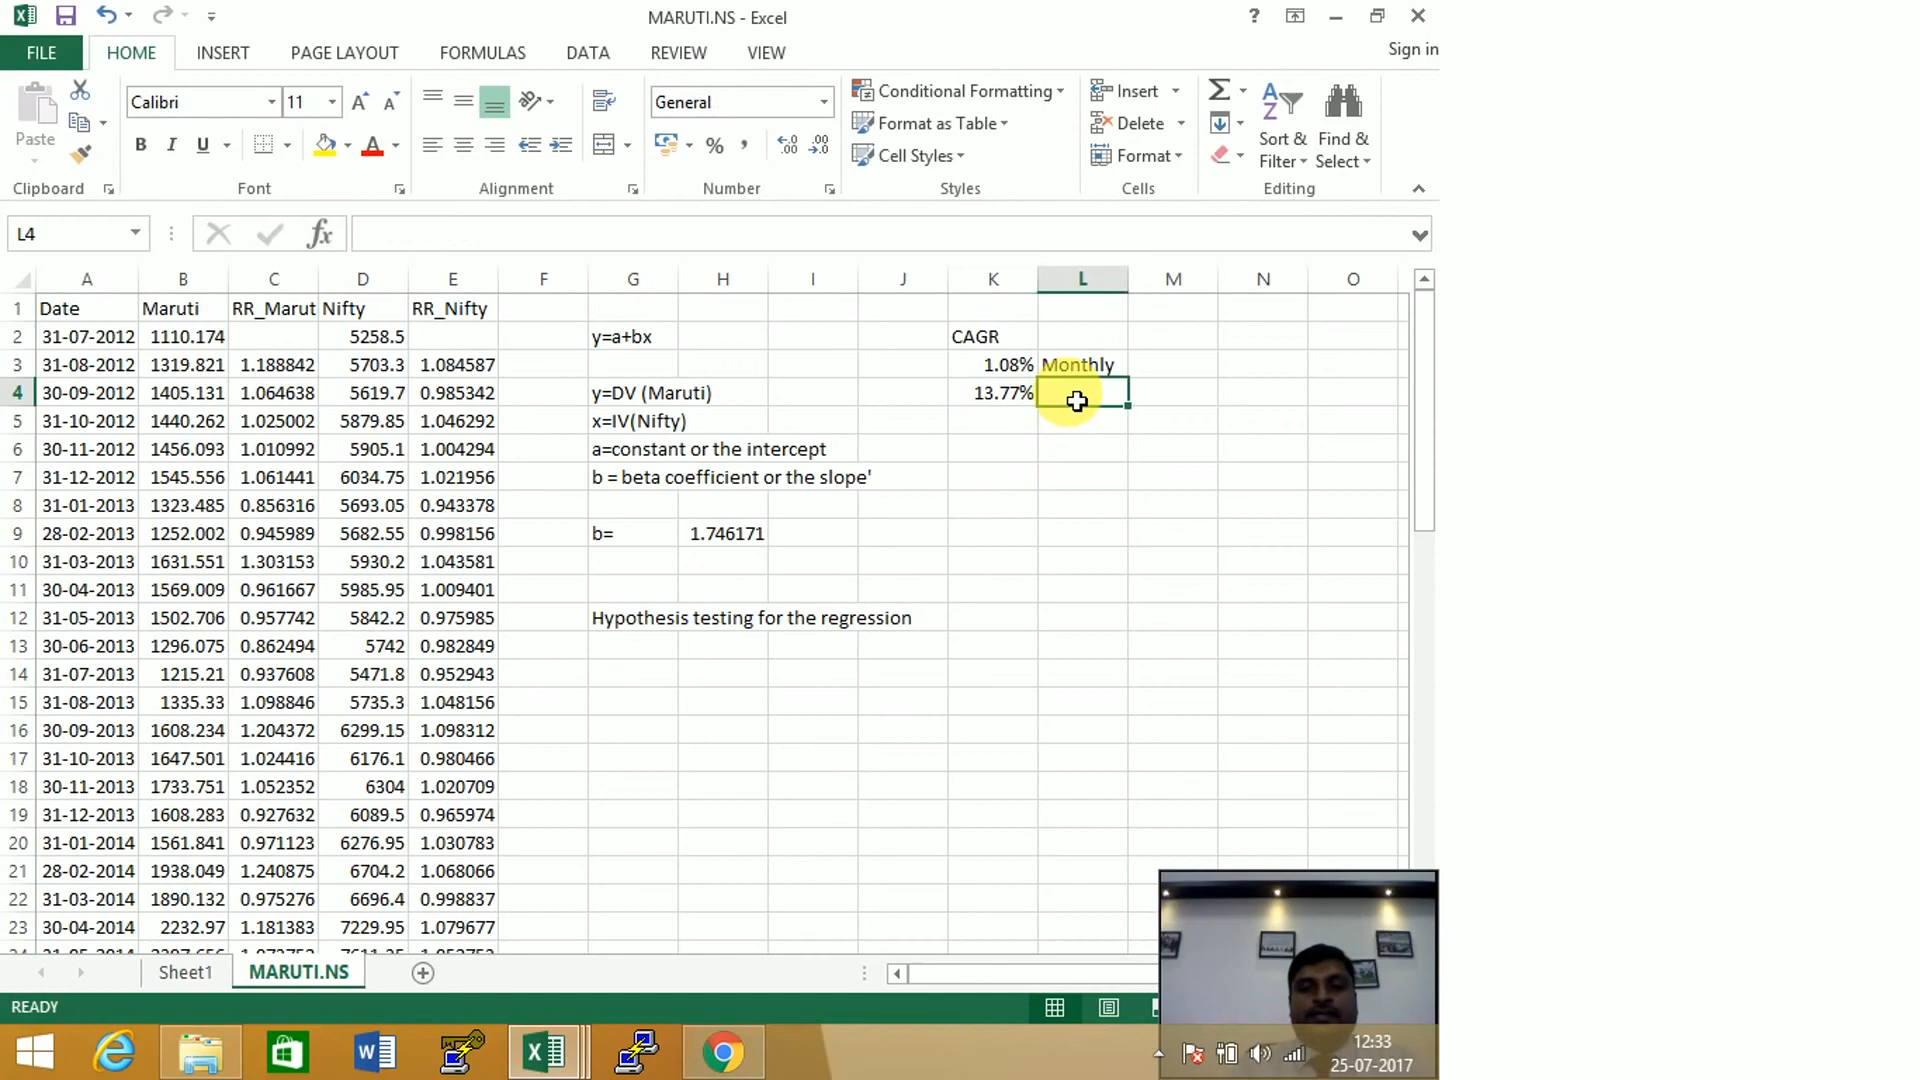 MARUTI.NS - Excel
Sign in
FILE HOME INSERT PAGE LAYOUT FORMULAS DATA REVIEW VIEW
Calibri 11 General Conditional Formatting Insert
Paste Format as Table Delete Sort & Find &
B I U % Cell Styles Format Filter Select
Clipboard Font Alignment Number Styles Cells Editing
L4 fx
A B C D E F G H I J K L M N O
1 Date Maruti RR_Marut Nifty RR_Nifty
2 31-07-2012 1110.174 5258.5 y=a+bx CAGR
3 31-08-2012 1319.821 1.188842 5703.3 1.084587 1.08% Monthly
4 30-09-2012 1405.131 1.064638 5619.7 0.985342 y=DV (Maruti) 13.77%
5 31-10-2012 1440.262 1.025002 5879.85 1.046292 x=IV(Nifty)
6 30-11-2012 1456.093 1.010992 5905.1 1.004294 a=constant or the intercept
7 31-12-2012 1545.556 1.061441 6034.75 1.021956 b = beta coefficient or the slope'
8 31-01-2013 1323.485 0.856316 5693.05 0.943378
9 28-02-2013 1252.002 0.945989 5682.55 0.998156 b= 1.746171
10 31-03-2013 1631.551 1.303153 5930.2 1.043581
11 30-04-2013 1569.009 0.961667 5985.95 1.009401
12 31-05-2013 1502.706 0.957742 5842.2 0.975985 Hypothesis testing for the regression
13 30-06-2013 1296.075 0.862494 5742 0.982849
14 31-07-2013 1215.21 0.937608 5471.8 0.952943
15 31-08-2013 1335.33 1.098846 5735.3 1.048156
16 30-09-2013 1608.234 1.204372 6299.15 1.098312
17 31-10-2013 1647.501 1.024416 6176.1 0.980466
18 30-11-2013 1733.751 1.052352 6304 1.020709
19 31-12-2013 1608.283 0.927632 6089.5 0.965974
20 31-01-2014 1561.841 0.971123 6276.95 1.030783
21 28-02-2014 1938.049 1.240875 6704.2 1.068066
22 31-03-2014 1890.132 0.975276 6696.4 0.998837
23 30-04-2014 2232.97 1.181383 7229.95 1.079677
Sheet1 MARUTI.NS
READY
12:33
25-07-2017